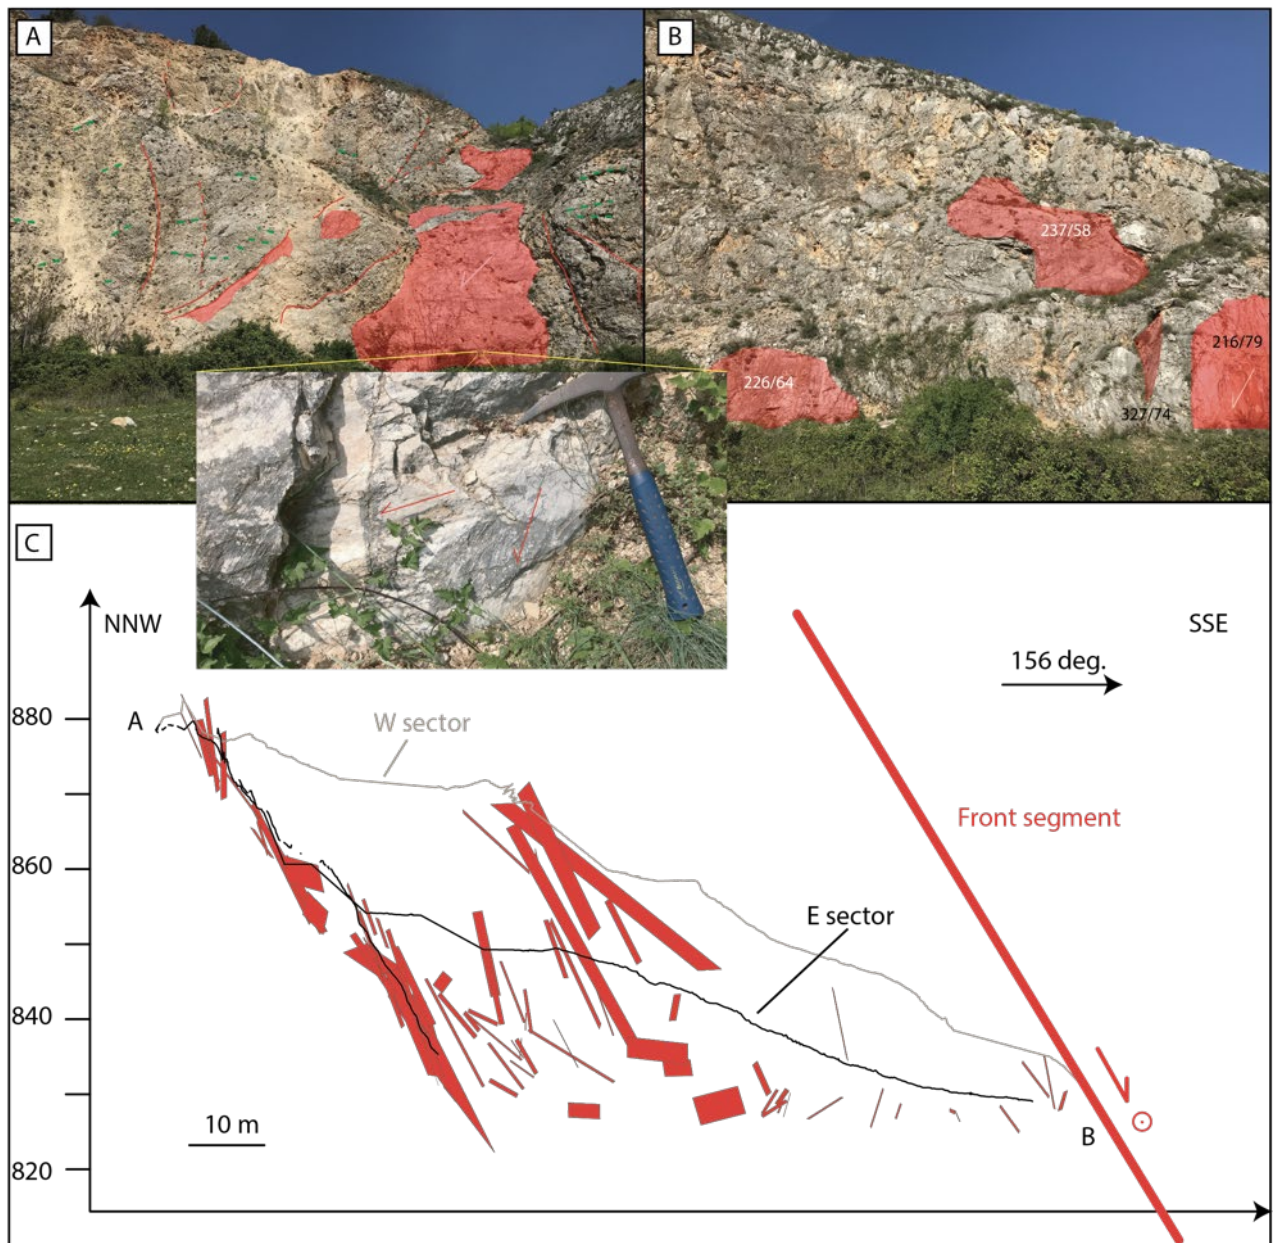 A
B
237/58
216/79
226/64
327/74
C
NNW
SSE
156 deg.
880
A
W sector
Front segment
860
E sector
840
B
10 m
820